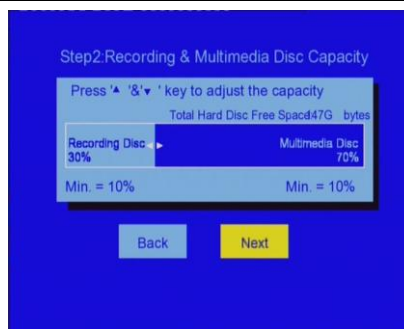 Step2:Recording & Multimedia Disc Capacity
Press '▲ '&'▼ ' key to adjust the capacity
Total Hard Disc Free Space147G bytes
Recording Disc Multimedia Disc
30% 70%
Min. = 10% Min. = 10%
Back Next